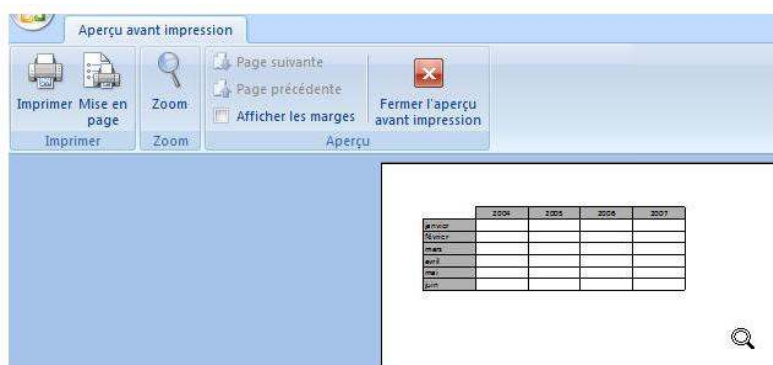 Aperçu avant impression
Imprimer
Mise en
page
Zoom
Page suivante
Page précédente
Afficher les marges
Fermer l'aperçu
avant impression
Imprimer
Zoom
Aperçu
2004 2005 2006 2007
janvier
février
mars
avril
mai
juin